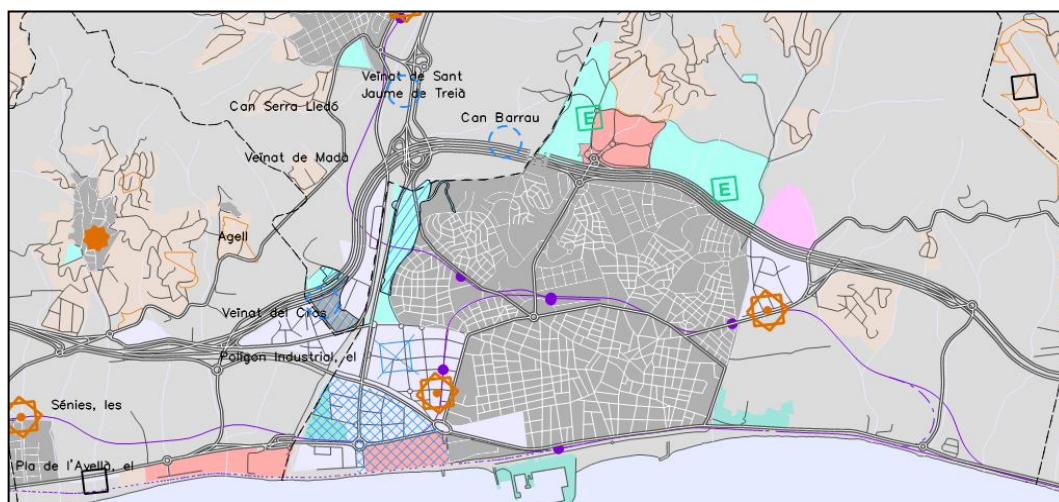 Veïnat de Sant
Jaume de Treià
Can Serra-Lledó
Can Barrau
E
Veïnat de Madà
E
Agell
Veïnat del Cros
Polígon Industrial, el
Sénies, les
Pla de l'Avellà, el